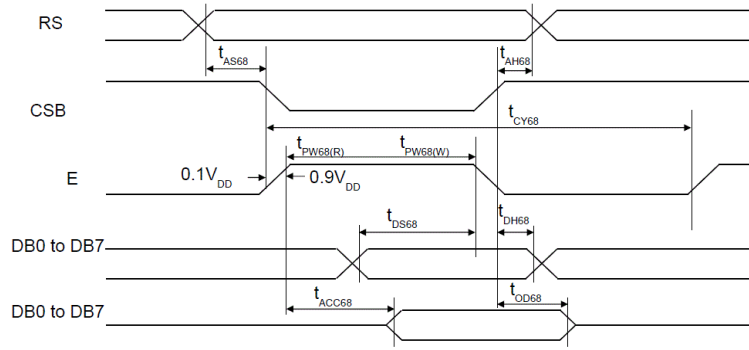 RS
tAS68
tAH68
CSB
tCY68
tPW68(R) tPW68(W)
E
0.1VDD
0.9VDD
tDS68
tDH68
DB0 to DB7
tACC68
tOD68
DB0 to DB7